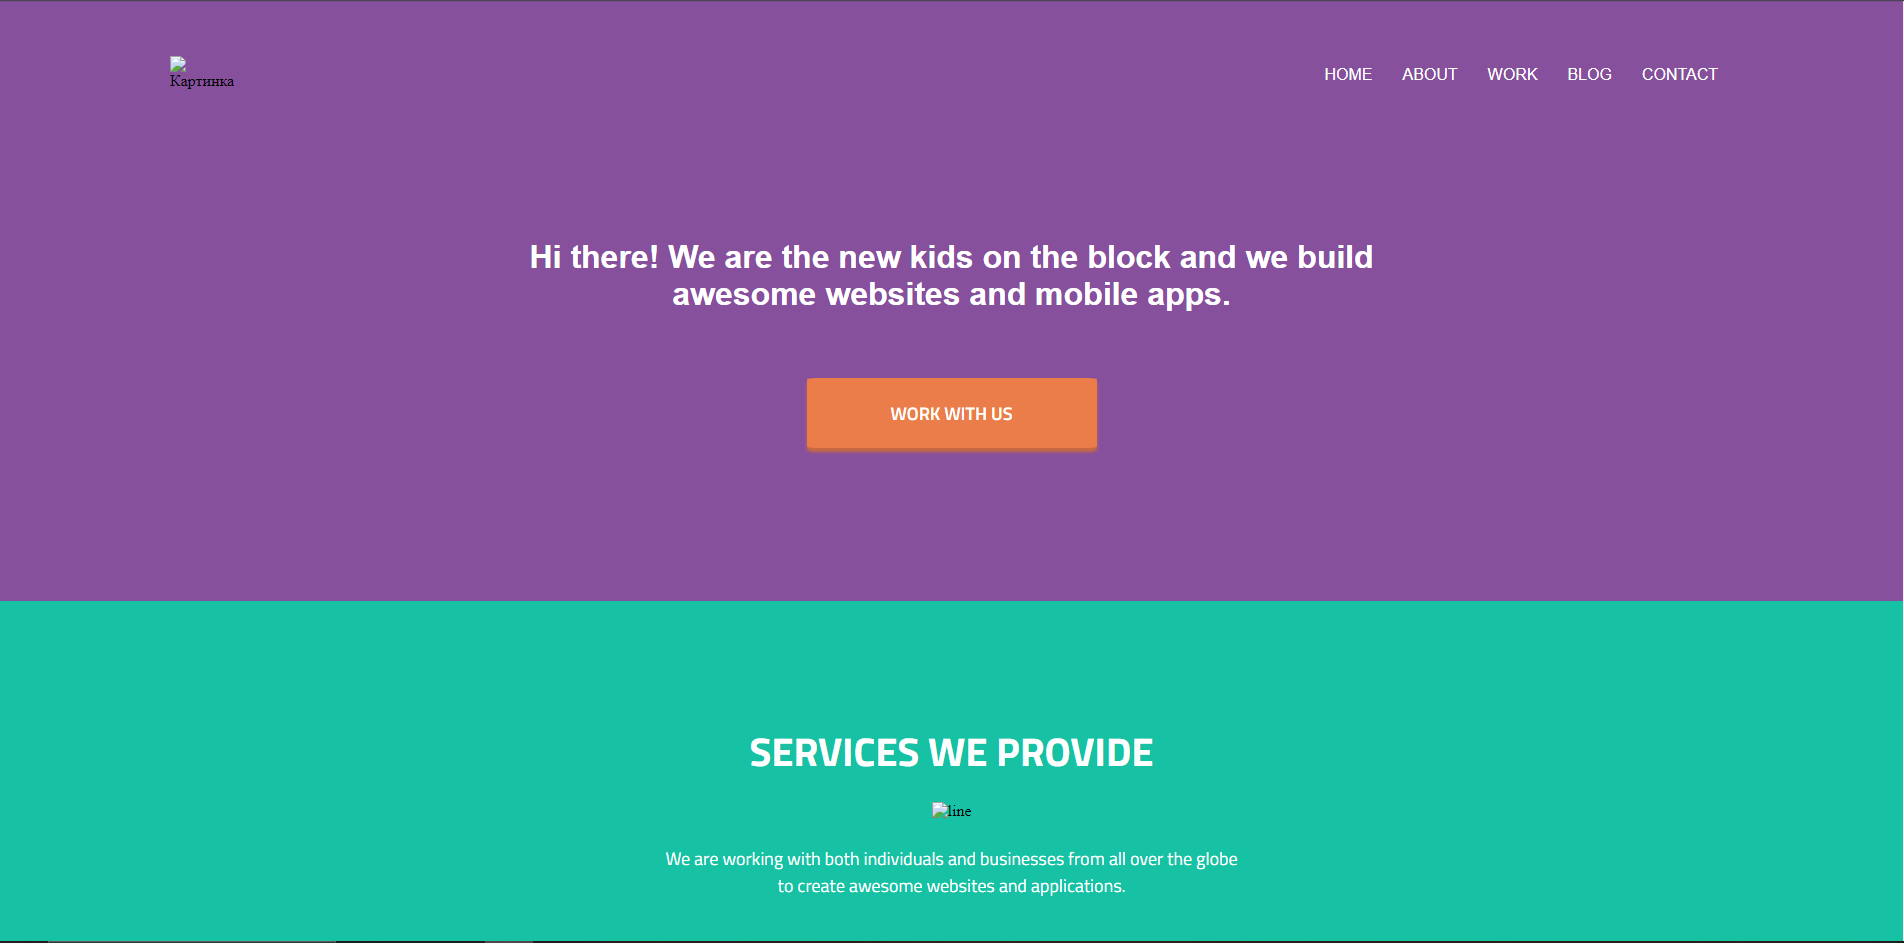 Картинка
HOME ABOUT WORK BLOG CONTACT
Hi there! We are the new kids on the block and we build
awesome websites and mobile apps.
WORK WITH US
SERVICES WE PROVIDE
line
We are working with both individuals and businesses from all over the globe
to create awesome websites and applications.